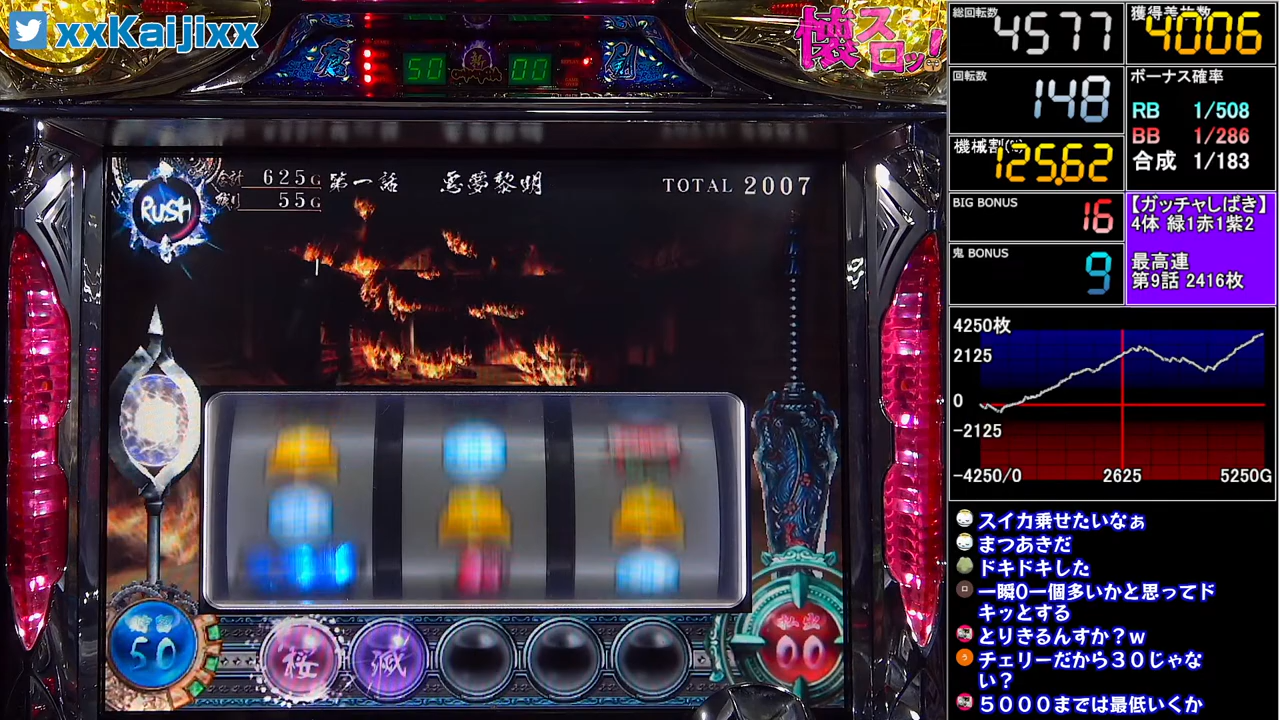 xxKaijixx
蒼
50
新
00
REPLAY
剣
懐スロッ!
RUSH
合計 625G
残り 55G
第一話 悪夢黎明
TOTAL 2007
50
桜
滅
00
総回転数
4577
獲得差枚数
4006
回転数
148
ボーナス確率
RB 1/508
BB 1/286
合成 1/183
機械割(%)
125.62
BIG BONUS
16
【ガッチャしばき】
4体 緑1赤1紫2
最高連
第9話 2416枚
鬼 BONUS
9
4250枚
2125
0
-2125
-4250/0
2625
5250G
スイカ乗せたいなぁ
まつあきだ
ドキドキした
一瞬0一個多いかと思ってド
キッとする
とりきるんすか?w
チェリーだから30じゃな
い?
5000までは最低いくか